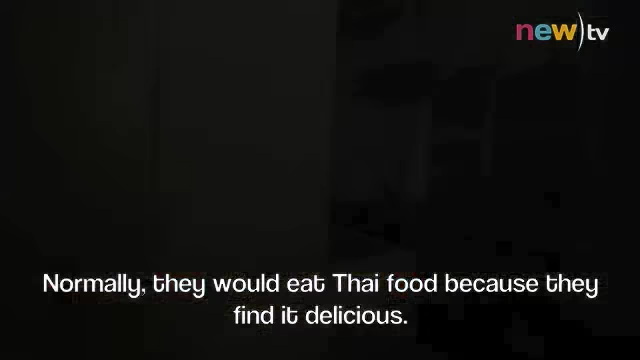 new tv
Normally, they would eat Thai food because they
find it delicious.